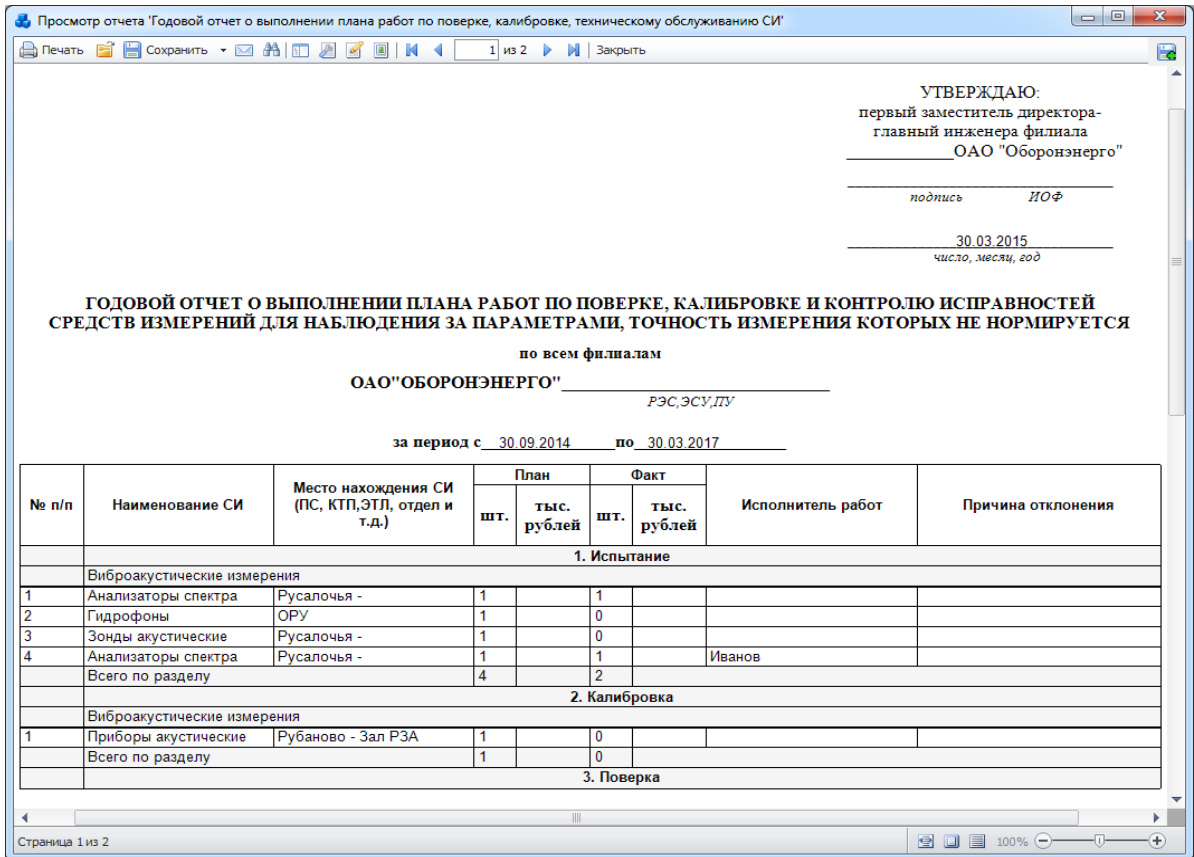 Просмотр отчета 'Годовой отчет о выполнении плана работ по поверке, калибровке, техническому обслуживанию СИ'
Печать Сохранить 1 из 2 Закрыть
УТВЕРЖДАЮ:
первый заместитель директора-
главный инженера филиала
______________ОАО "Оборонэнерго"
подпись ИОФ
30.03.2015
число, месяц, год
ГОДОВОЙ ОТЧЕТ О ВЫПОЛНЕНИИ ПЛАНА РАБОТ ПО ПОВЕРКЕ, КАЛИБРОВКЕ И КОНТРОЛЮ ИСПРАВНОСТЕЙ
СРЕДСТВ ИЗМЕРЕНИЙ ДЛЯ НАБЛЮДЕНИЯ ЗА ПАРАМЕТРАМИ, ТОЧНОСТЬ ИЗМЕРЕНИЯ КОТОРЫХ НЕ НОРМИРУЕТСЯ
по всем филиалам
ОАО"ОБОРОНЭНЕРГО"
РЭС,ЭСУ,ПУ
за период с 30.09.2014 по 30.03.2017
№ п/п Наименование СИ Место нахождения СИ (ПС, КТП,ЭТЛ, отдел и т.д.) План Факт Исполнитель работ Причина отклонения
шт. тыс. рублей шт. тыс. рублей
1. Испытание
Виброакустические измерения
1 Анализаторы спектра Русалочья - 1 1
2 Гидрофоны ОРУ 1 0
3 Зонды акустические Русалочья - 1 0
4 Анализаторы спектра Русалочья - 1 1 Иванов
Всего по разделу 4 2
2. Калибровка
Виброакустические измерения
1 Приборы акустические Рубаново - Зал РЗА 1 0
Всего по разделу 1 0
3. Поверка
Страница 1 из 2 100%